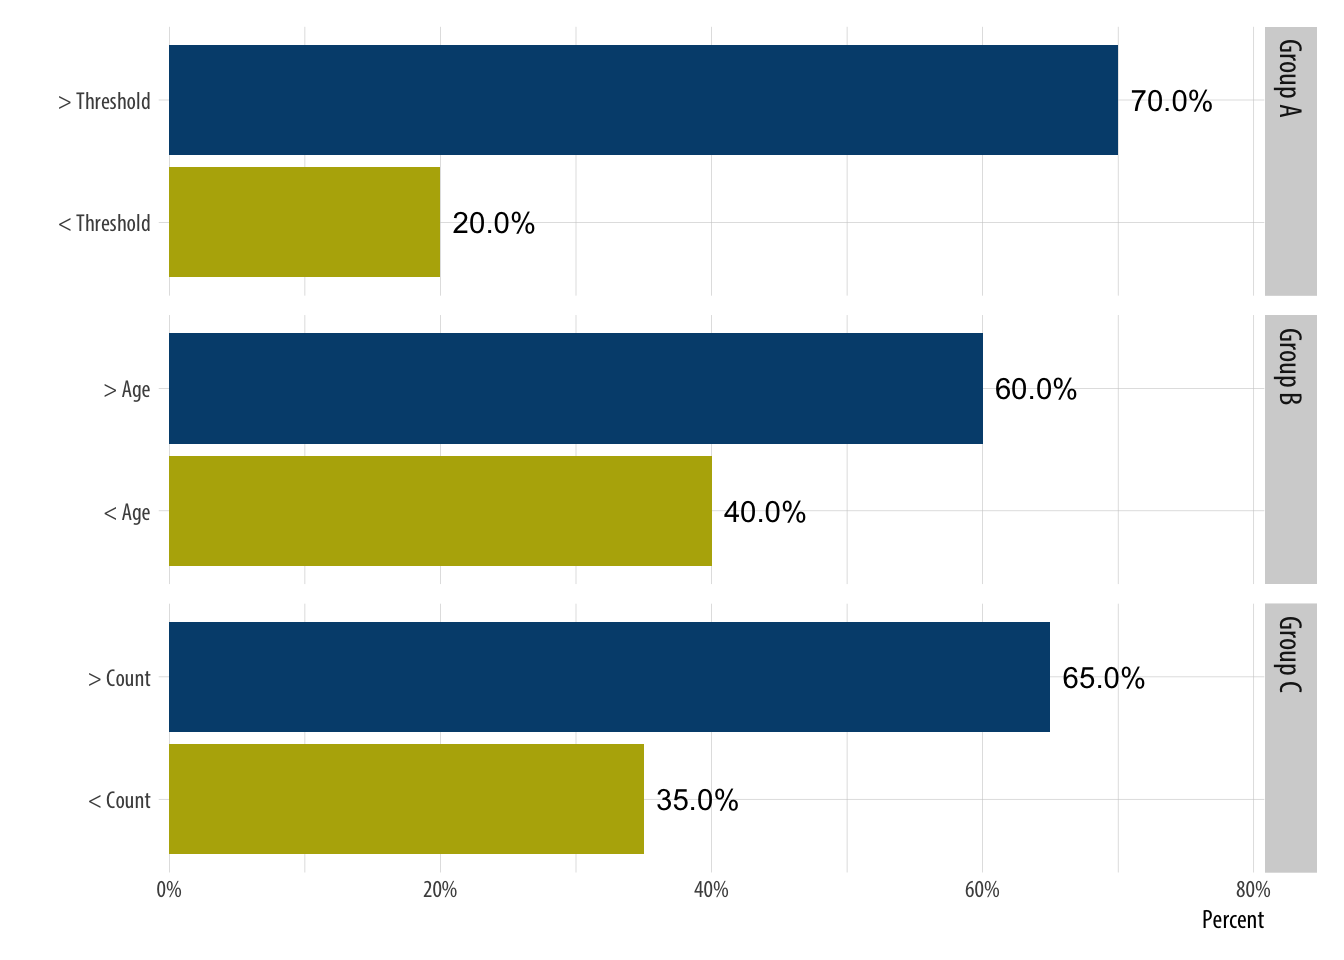 > Threshold
70.0%
Group A
< Threshold
20.0%
> Age
60.0%
Group B
< Age
40.0%
> Count
65.0%
Group C
< Count
35.0%
0%
20%
40%
60%
80%
Percent